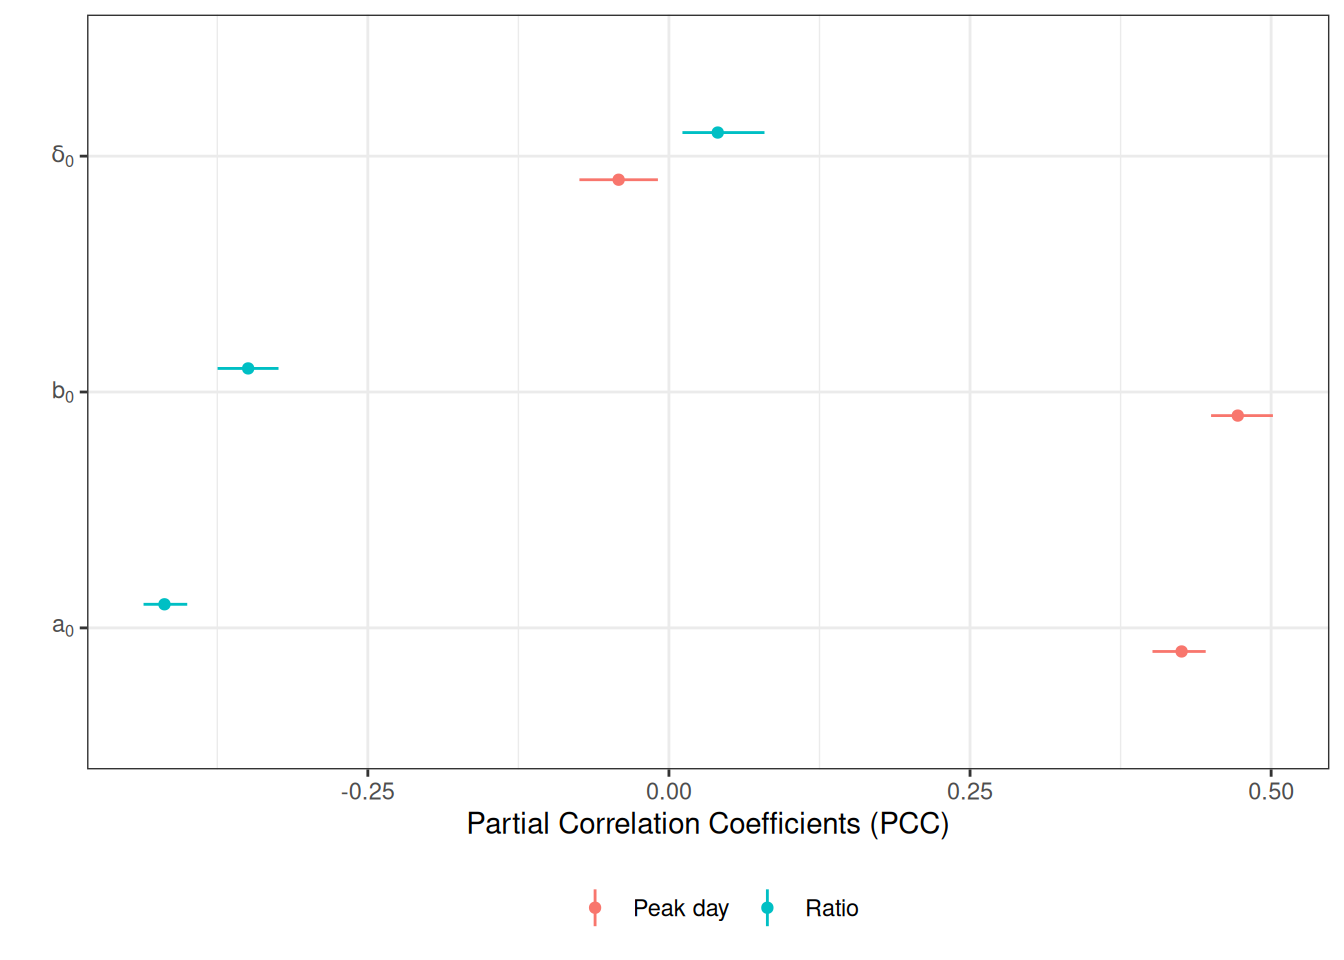 δ₀
b₀
a₀
-0.25 0.00 0.25 0.50
Partial Correlation Coefficients (PCC)
Peak day Ratio